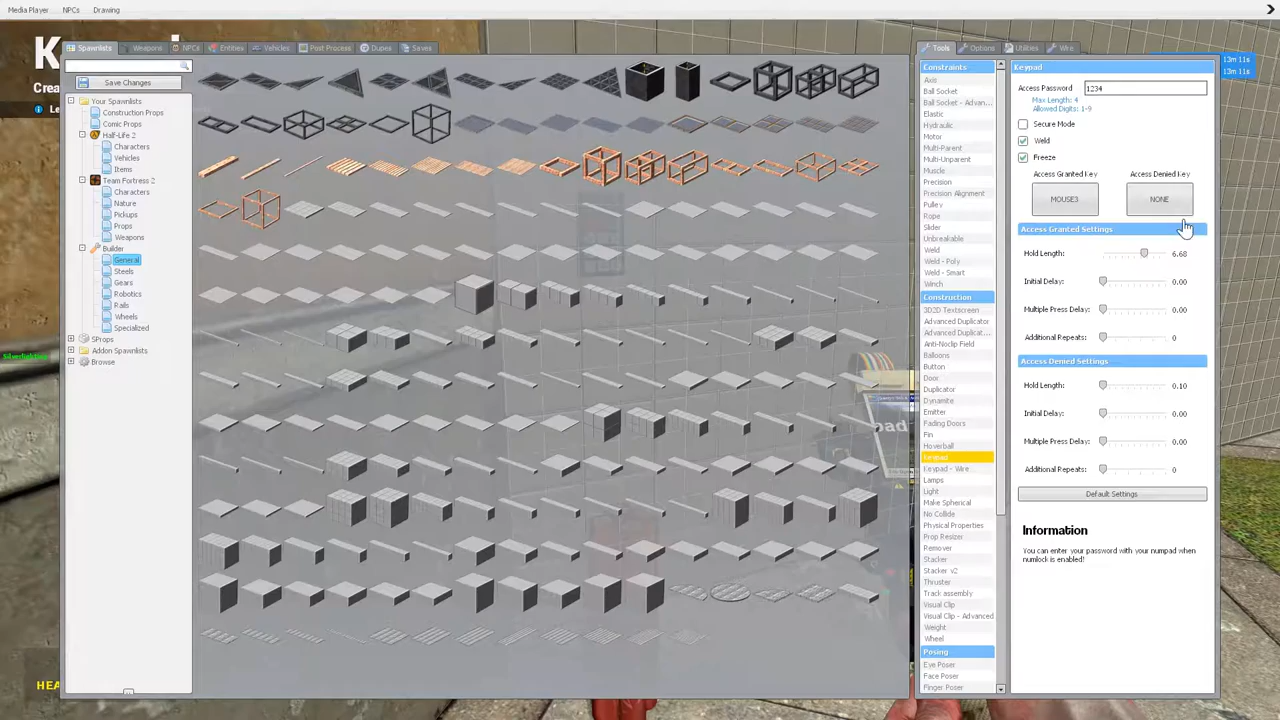 Media Player NPCs Drawing
Spawnlists Weapons NPCs Entities Vehicles Post Process Dupes Saves
Save Changes
Your Spawnlists
Construction Props
Comic Props
Half-Life 2
Characters
Vehicles
Items
Team Fortress 2
Characters
Nature
Pickups
Props
Weapons
Builder
General
Steels
Gears
Robotics
Rails
Wheels
Specialized
SProps
Addon Spawnlists
Browse
Tools Options Utilities Wire
Constraints
Axis
Ball Socket
Ball Socket - Advan...
Elastic
Hydraulic
Motor
Multi-Parent
Multi-Unparent
Muscle
Precision
Precision Alignment
Pulley
Rope
Slider
Unbreakable
Weld
Weld - Poly
Weld - Smart
Winch
Construction
3D2D Textscreen
Advanced Duplicator
Advanced Duplicat...
Anti-Noclip Field
Balloons
Button
Door
Duplicator
Dynamite
Emitter
Fading Doors
Fin
Hoverball
Keypad
Keypad - Wire
Lamps
Light
Make Spherical
No Collide
Physical Properties
Prop Resizer
Remover
Stacker
Stacker v2
Thruster
Track assembly
Visual Clip
Visual Clip - Advanced
Weight
Wheel
Posing
Eye Poser
Face Poser
Finger Poser
Keypad
Access Password 1234
Max Length: 4
Allowed Digits: 1-9
Secure Mode
Weld
Freeze
Access Granted Key Access Denied Key
MOUSE3 NONE
Access Granted Settings
Hold Length: 6.68
Initial Delay: 0.00
Multiple Press Delay: 0.00
Additional Repeats: 0
Access Denied Settings
Hold Length: 0.10
Initial Delay: 0.00
Multiple Press Delay: 0.00
Additional Repeats: 0
Default Settings
Information
You can enter your password with your numpad when
numlock is enabled!
13m 11s
13m 11s